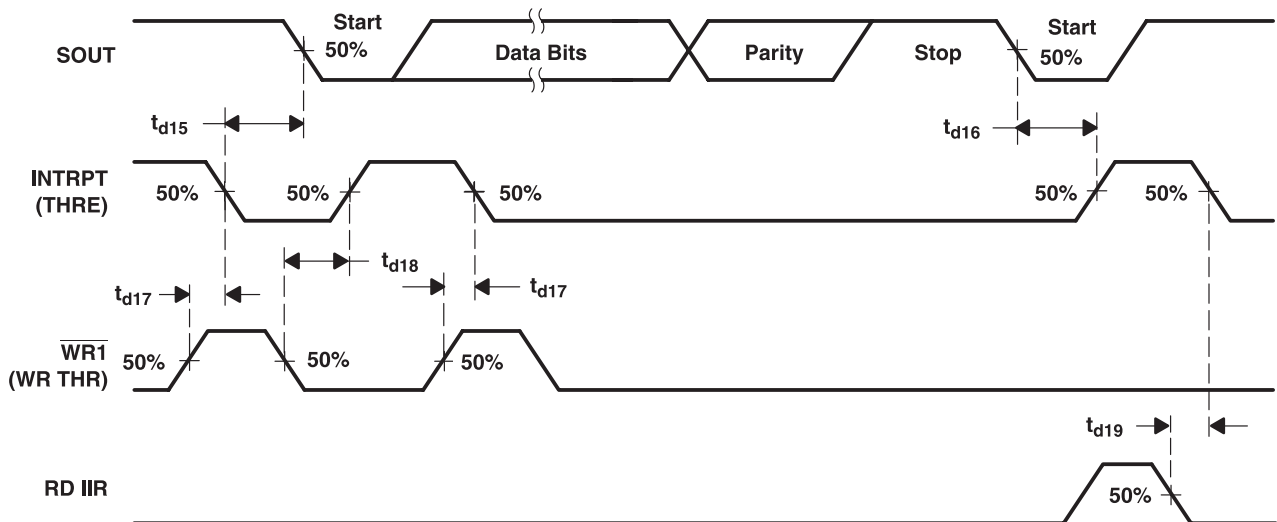 SOUT
Start
50%
Data Bits
Parity
Stop
Start
50%
td15
td16
INTRPT
(THRE)
50%
50%
50%
50%
50%
td17
td18
td17
WR1
(WR THR)
50%
50%
50%
td19
RD IIR
50%